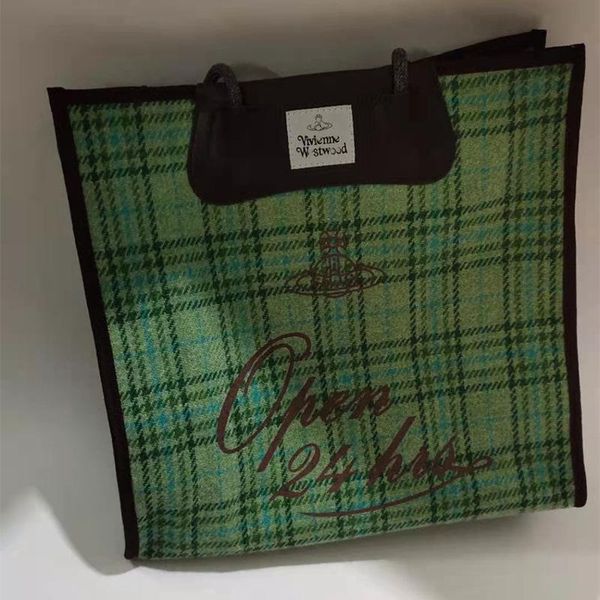 Vivienne
Westwood
Open
24 hrs